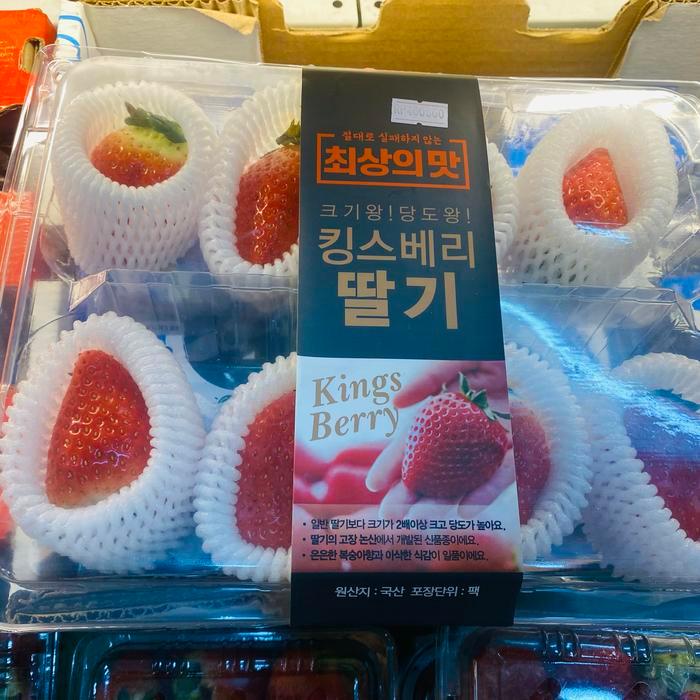 절대로 실패하지 않는
최상의맛
크기왕!당도왕!
킹스베리
딸기
Kings
Berry
• 일반 딸기보다 크기가 2배이상 크고 당도가 높아요.
• 딸기의 고장 논산에서 개발된 신품종이에요.
• 은은한 복숭아향과 아삭한 식감이 일품이에요.
원산지 : 국산 포장단위 : 팩